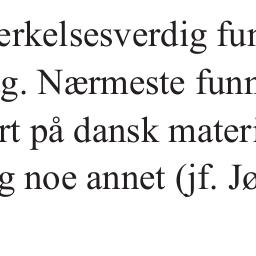 erkelsesverdig fun
g. Nærmeste funn
rt på dansk materi
g noe annet (jf. Jø